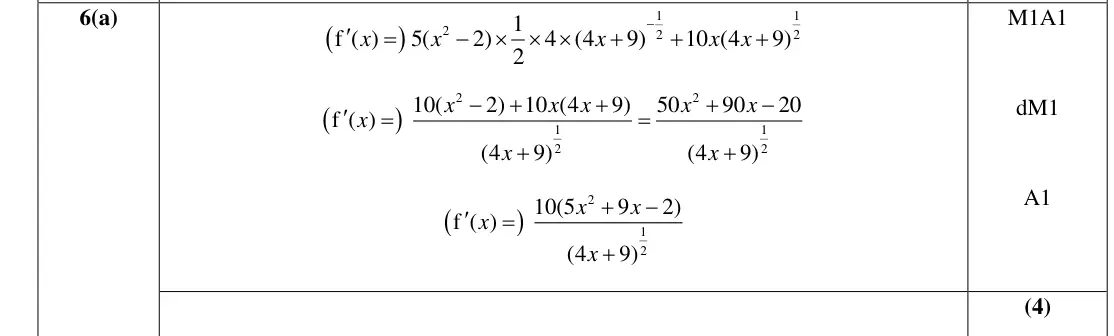 6(a) (f′(x) =) 5(x² − 2) × 1/2 × 4 × (4x + 9)^(−1/2) + 10x(4x + 9)^(1/2) M1A1
(f′(x) =) (10(x² − 2) + 10x(4x + 9))/(4x + 9)^(1/2) = (50x² + 90x − 20)/(4x + 9)^(1/2) dM1
(f′(x) =) 10(5x² + 9x − 2)/(4x + 9)^(1/2) A1
(4)